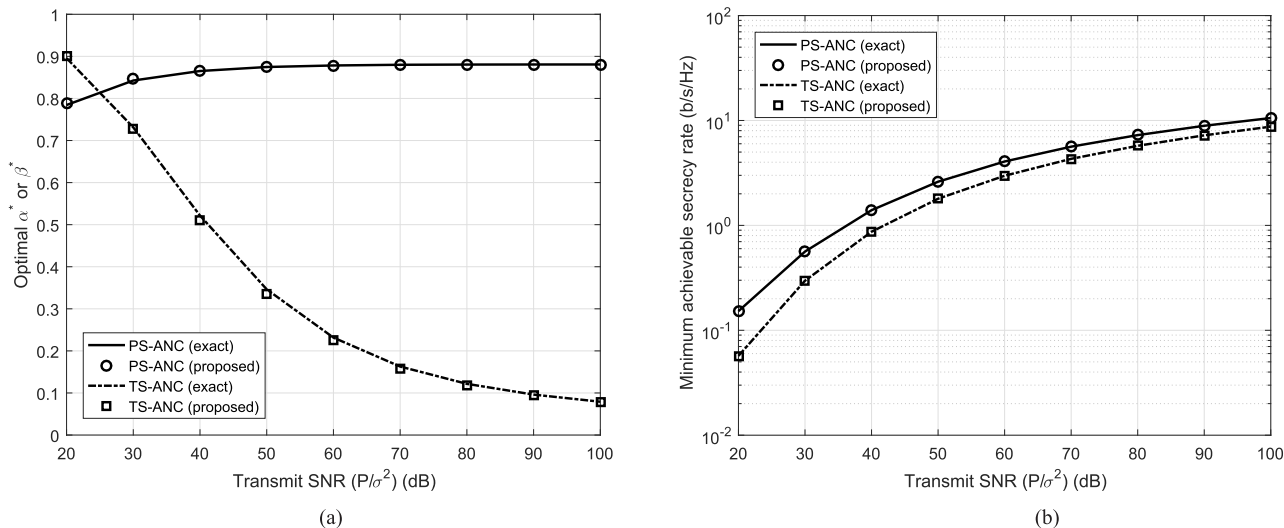 1
0.9
0.8
0.7
0.6
0.5
0.4
0.3
0.2
0.1
0
Optimal α* or β*
PS-ANC (exact)
PS-ANC (proposed)
TS-ANC (exact)
TS-ANC (proposed)
20 30 40 50 60 70 80 90 100
Transmit SNR (P/σ²) (dB)
(a)
10²
10¹
10⁰
10⁻¹
10⁻²
Minimum achievable secrecy rate (b/s/Hz)
PS-ANC (exact)
PS-ANC (proposed)
TS-ANC (exact)
TS-ANC (proposed)
20 30 40 50 60 70 80 90 100
Transmit SNR (P/σ²) (dB)
(b)